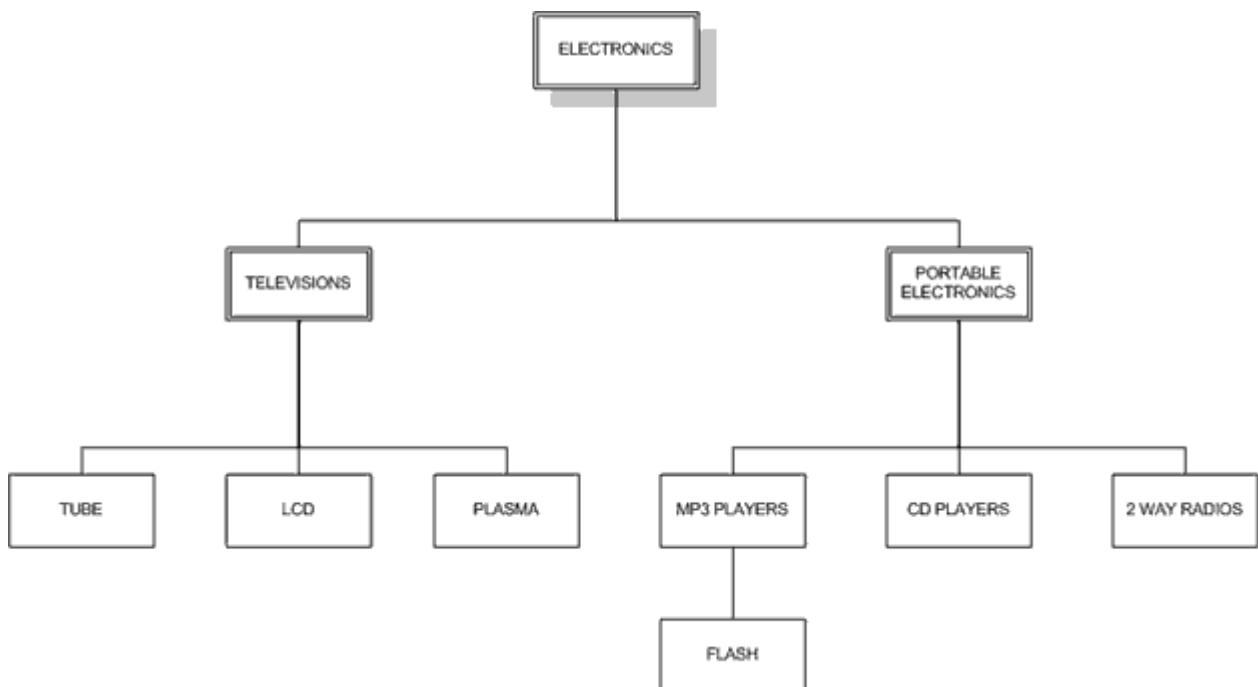 ELECTRONICS
TELEVISIONS
PORTABLE
ELECTRONICS
TUBE
LCD
PLASMA
MP3 PLAYERS
CD PLAYERS
2 WAY RADIOS
FLASH